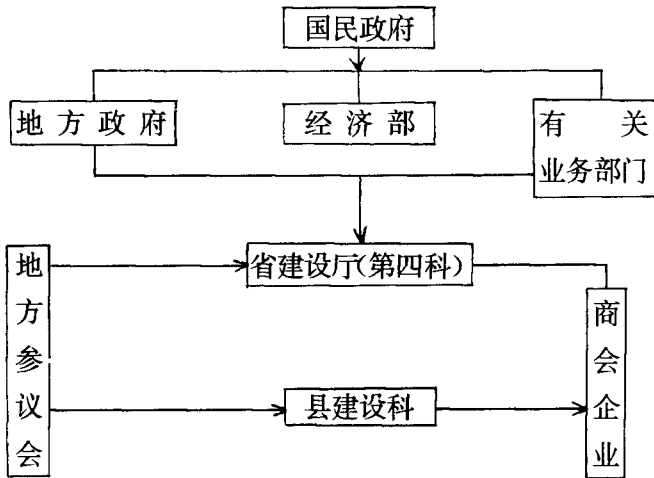 国民政府
地方政府
经济部
有关
业务部门
省建设厅(第四科)
地方参议会
商会企业
县建设科